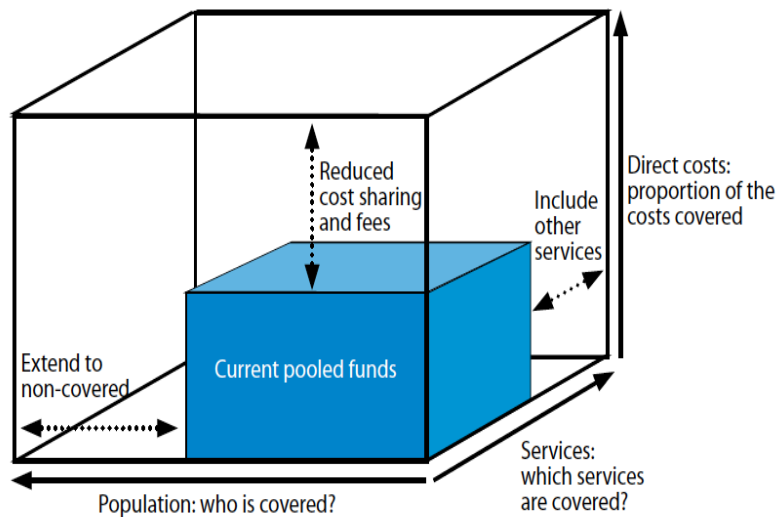 Reduced
cost sharing
and fees
Include
other
services
Direct costs:
proportion of the
costs covered
Extend to
non-covered
Current pooled funds
Services:
which services
are covered?
Population: who is covered?